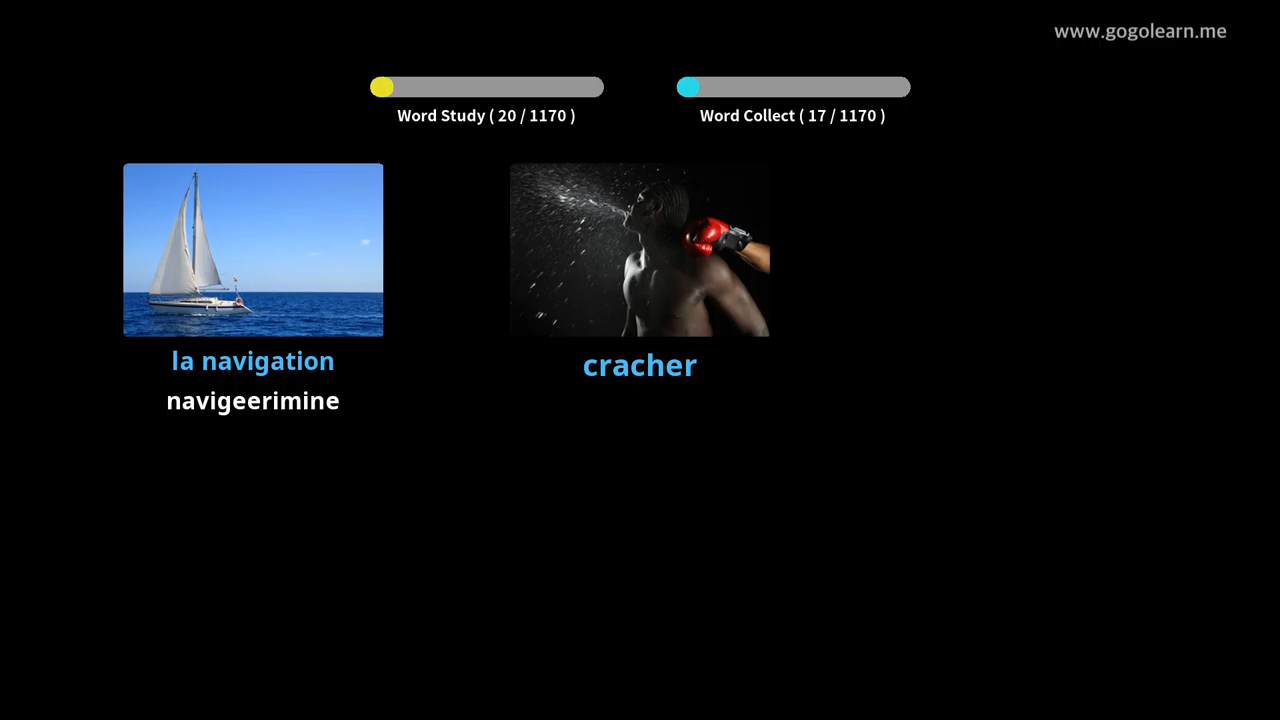 www.gogolearn.me
Word Study ( 20 / 1170 )
Word Collect ( 17 / 1170 )
la navigation
navigeerimine
cracher